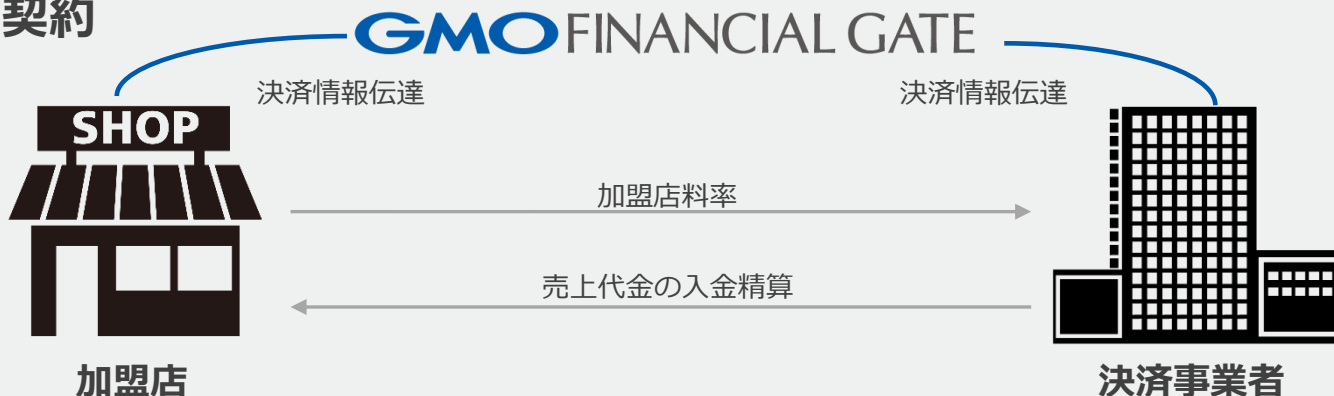 契約
GMO FINANCIAL GATE
決済情報伝達
決済情報伝達
SHOP
加盟店料率
売上代金の入金精算
加盟店
決済事業者